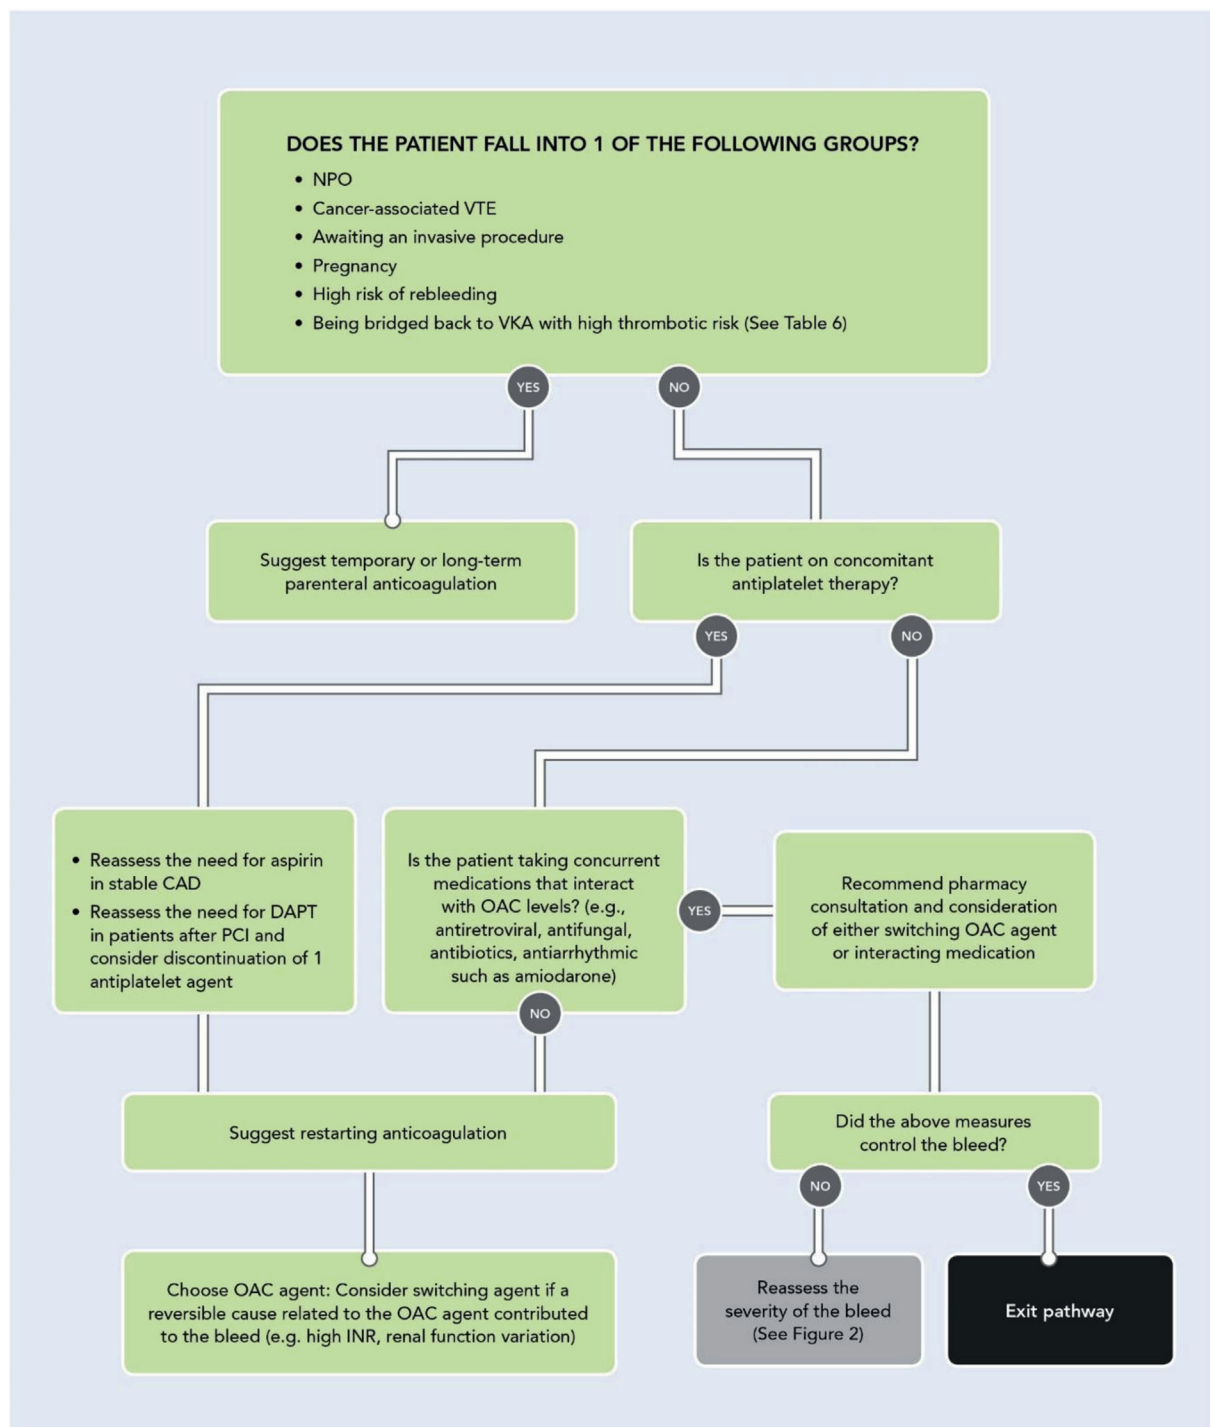 DOES THE PATIENT FALL INTO 1 OF THE FOLLOWING GROUPS?
• NPO
• Cancer-associated VTE
• Awaiting an invasive procedure
• Pregnancy
• High risk of rebleeding
• Being bridged back to VKA with high thrombotic risk (See Table 6)
YES
NO
Suggest temporary or long-term
parenteral anticoagulation
Is the patient on concomitant
antiplatelet therapy?
YES
NO
• Reassess the need for aspirin
in stable CAD
• Reassess the need for DAPT
in patients after PCI and
consider discontinuation of 1
antiplatelet agent
Is the patient taking concurrent
medications that interact
with OAC levels? (e.g.,
antiretroviral, antifungal,
antibiotics, antiarrhythmic
such as amiodarone)
YES
Recommend pharmacy
consultation and consideration
of either switching OAC agent
or interacting medication
NO
Suggest restarting anticoagulation
Did the above measures
control the bleed?
NO
YES
Choose OAC agent: Consider switching agent if a
reversible cause related to the OAC agent contributed
to the bleed (e.g. high INR, renal function variation)
Reassess the
severity of the bleed
(See Figure 2)
Exit pathway